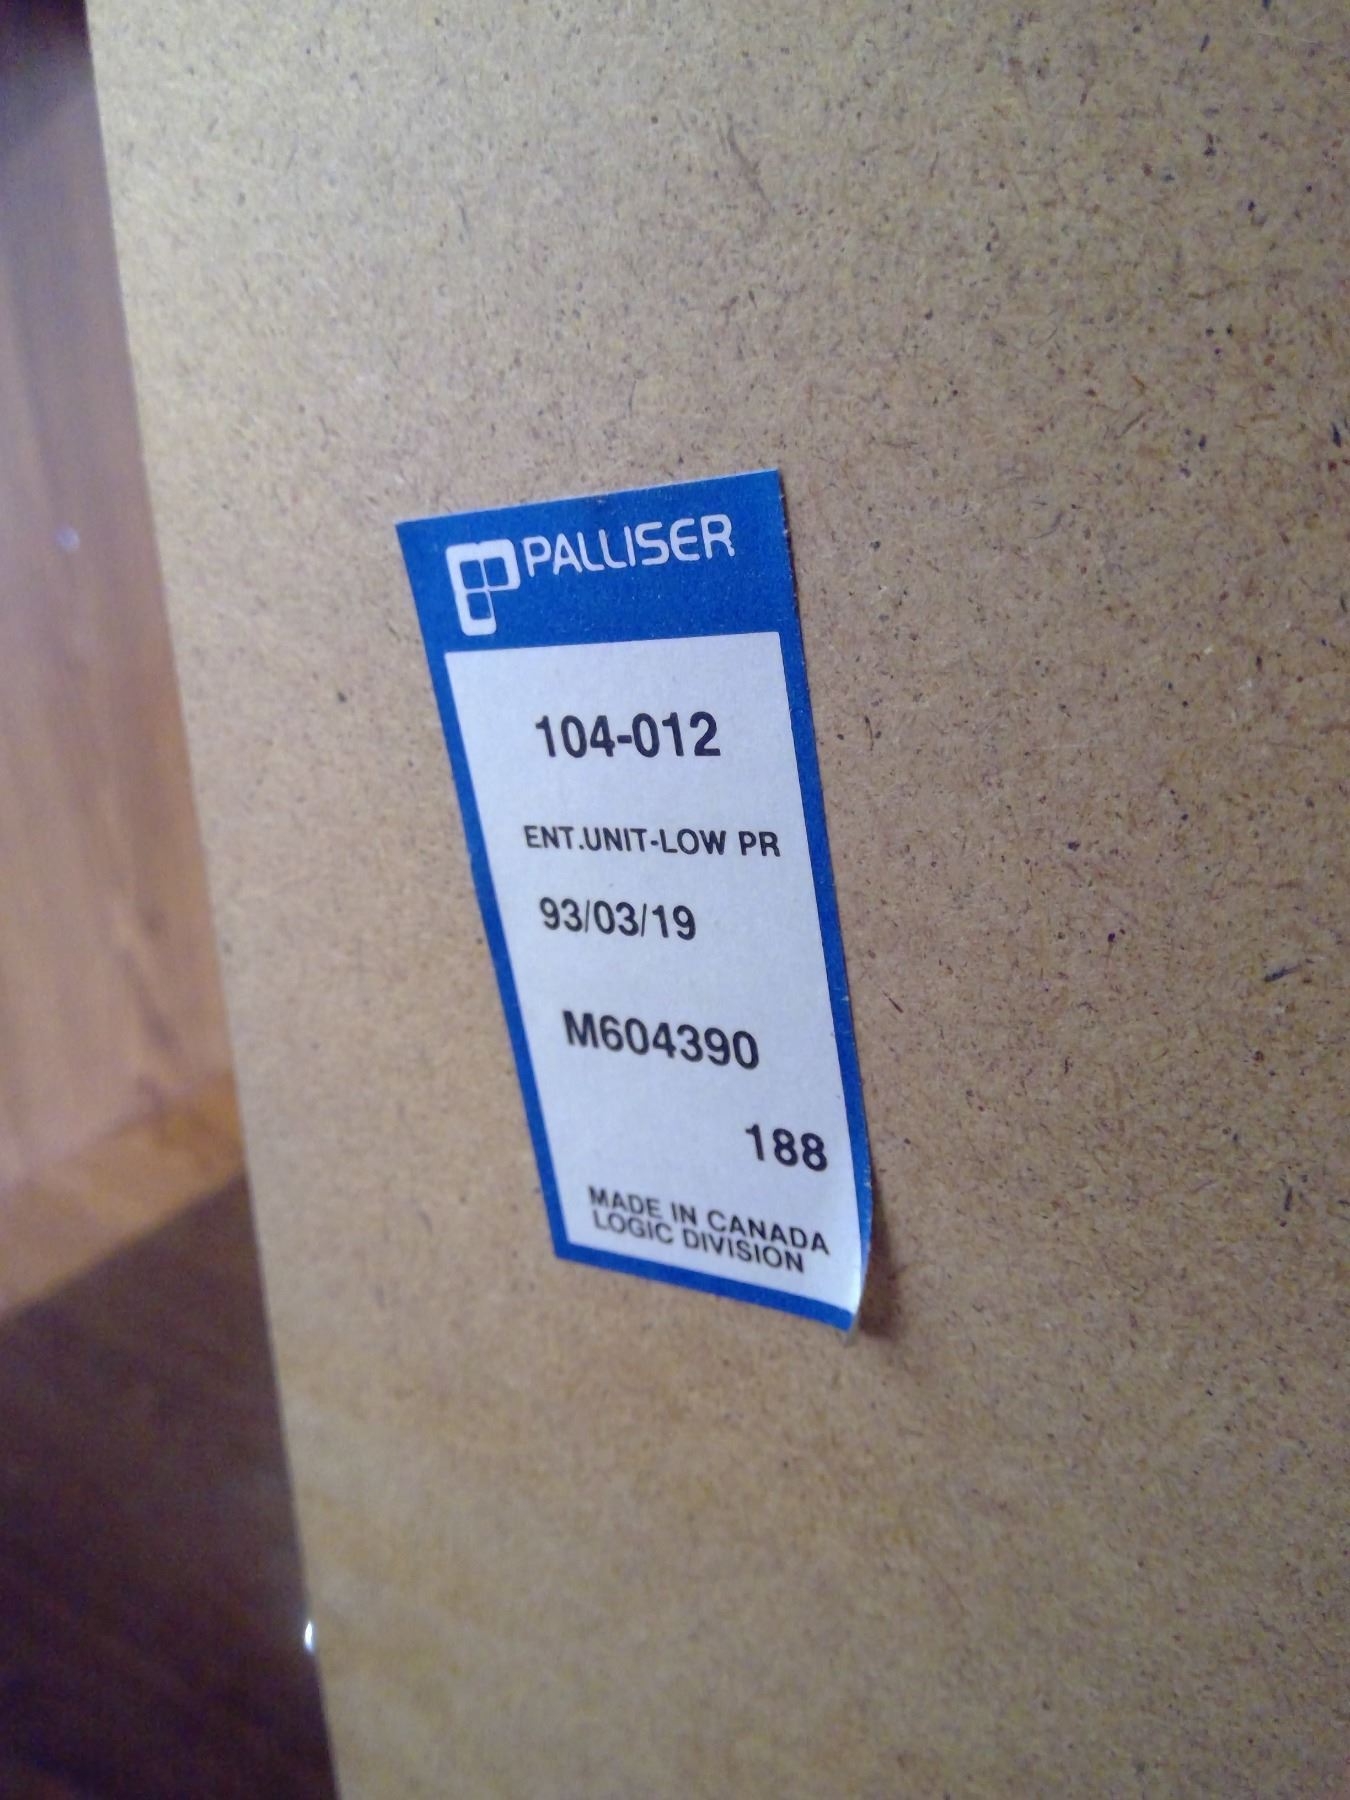 PALLISER
104-012
ENT.UNIT-LOW PR
93/03/19
M604390
188
MADE IN CANADA
LOGIC DIVISION